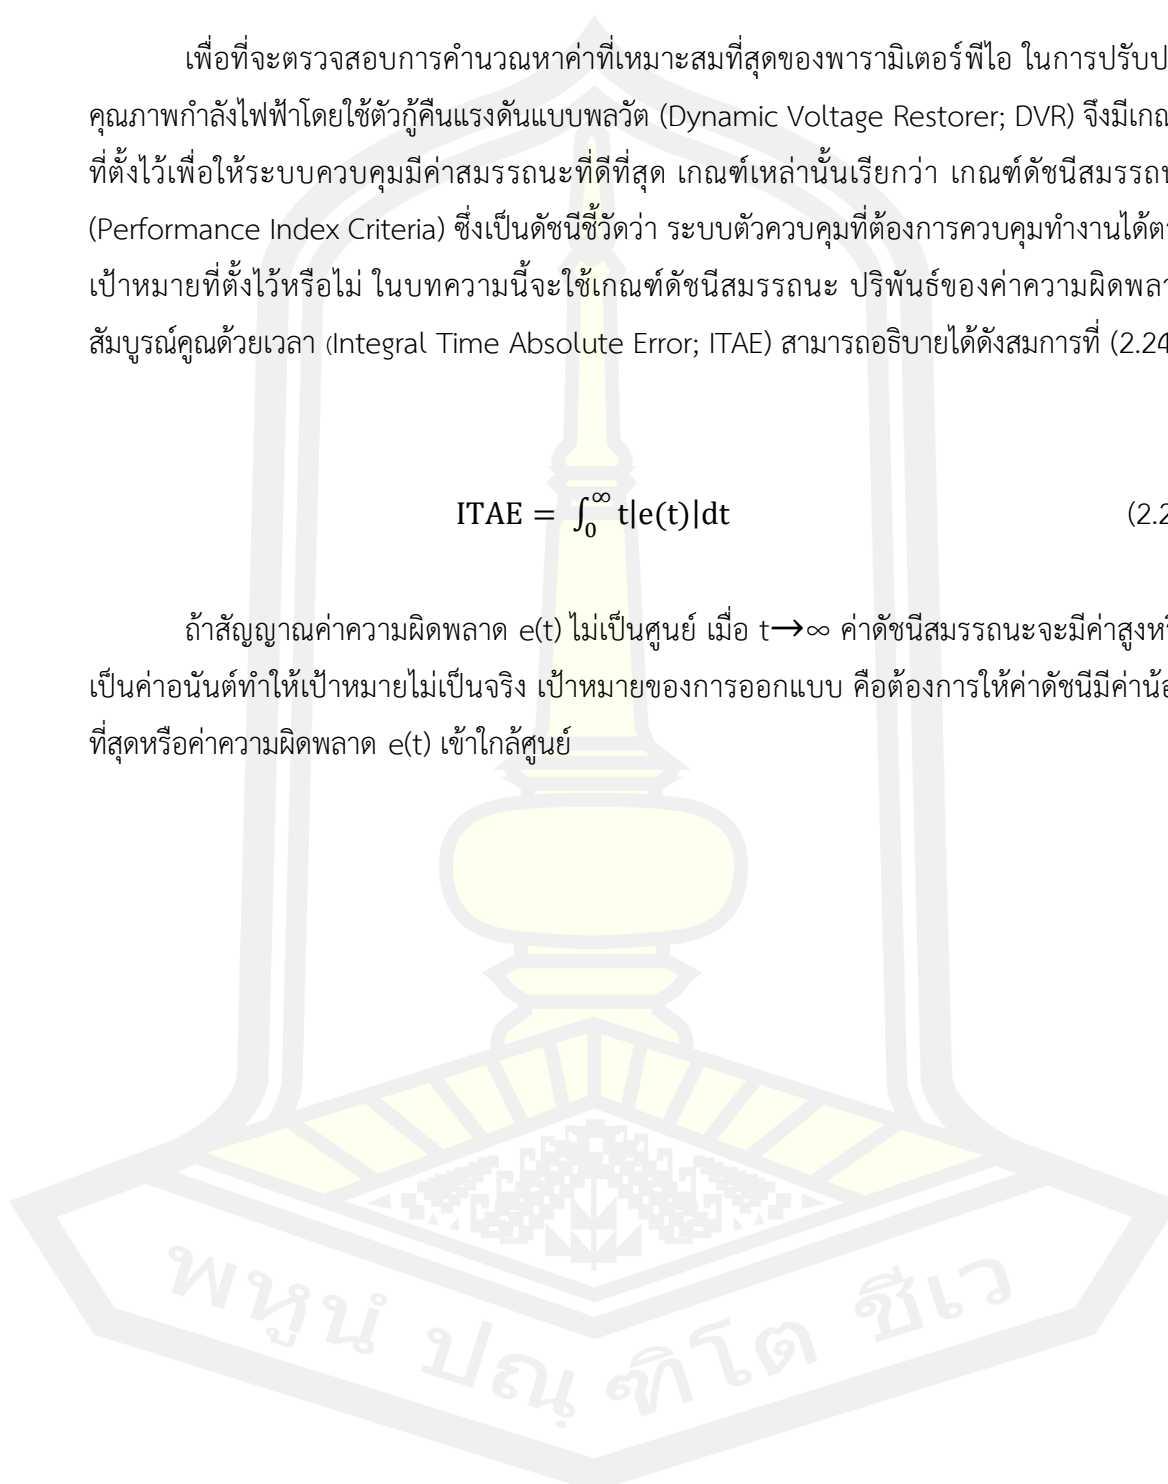 เพื่อที่จะตรวจสอบการคำนวณหาค่าที่เหมาะสมที่สุดของพารามิเตอร์พีไอ ในการปรับป
คุณภาพกำลังไฟฟ้าโดยใช้ตัวกู้คืนแรงดันแบบพลวัต (Dynamic Voltage Restorer; DVR) จึงมีเกณ
ที่ตั้งไว้เพื่อให้ระบบควบคุมมีค่าสมรรถนะที่ดีที่สุด เกณฑ์เหล่านั้นเรียกว่า เกณฑ์ดัชนีสมรรถน
(Performance Index Criteria) ซึ่งเป็นดัชนีชี้วัดว่า ระบบตัวควบคุมที่ต้องการควบคุมทำงานได้ต
เป้าหมายที่ตั้งไว้หรือไม่ ในบทความนี้จะใช้เกณฑ์ดัชนีสมรรถนะ ปริพันธ์ของค่าความผิดพลา
สัมบูรณ์คูณด้วยเวลา (Integral Time Absolute Error; ITAE) สามารถอธิบายได้ดังสมการที่ (2.24
ITAE = ∫₀^∞ t|e(t)|dt (2.2
ถ้าสัญญาณค่าความผิดพลาด e(t) ไม่เป็นศูนย์ เมื่อ t→∞ ค่าดัชนีสมรรถนะจะมีค่าสูงหรื
เป็นค่าอนันต์ทำให้เป้าหมายไม่เป็นจริง เป้าหมายของการออกแบบ คือต้องการให้ค่าดัชนีมีค่าน้อ
ที่สุดหรือค่าความผิดพลาด e(t) เข้าใกล้ศูนย์
พหูนํ ปณฺฑิโต ชีเว